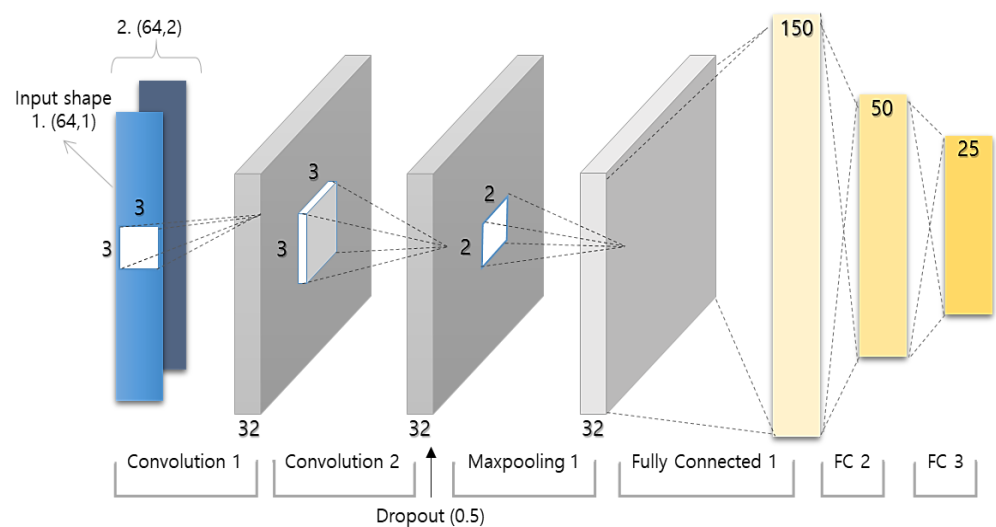 2. (64,2)
Input shape
1. (64,1)
3
3
3
3
2
2
150
50
25
32
32
32
Convolution 1
Convolution 2
Maxpooling 1
Fully Connected 1
FC 2
FC 3
Dropout (0.5)